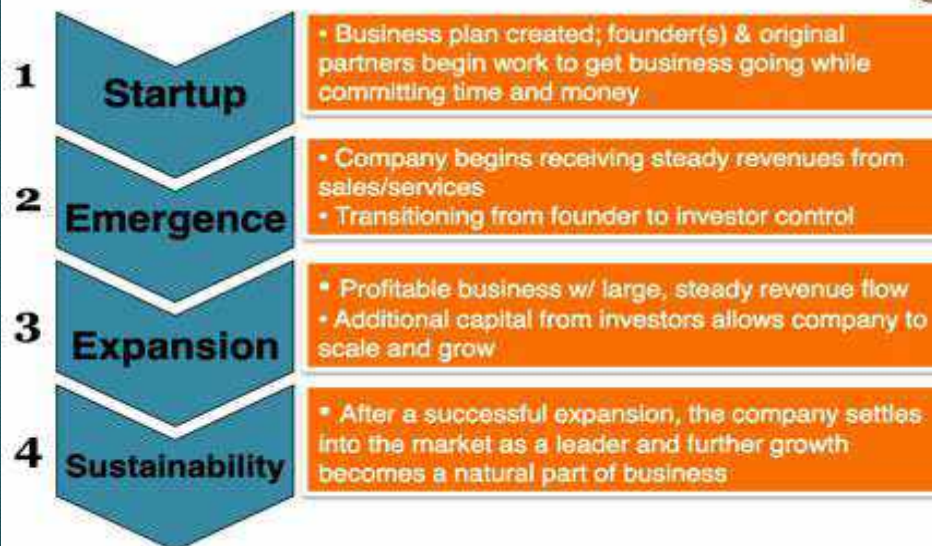 1
Startup
• Business plan created; founder(s) & original
partners begin work to get business going while
committing time and money
2
Emergence
• Company begins receiving steady revenues from
sales/services
• Transitioning from founder to investor control
3
Expansion
• Profitable business w/ large, steady revenue flow
• Additional capital from investors allows company to
scale and grow
4
Sustainability
• After a successful expansion, the company settles
into the market as a leader and further growth
becomes a natural part of business